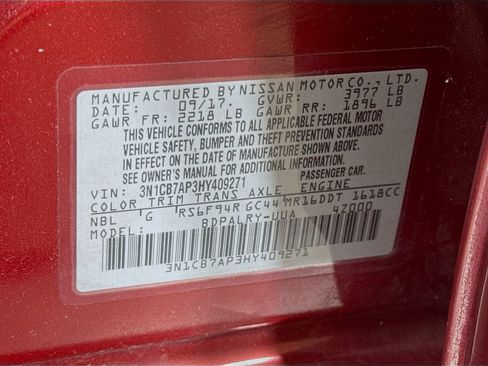 MANUFACTURED BY NISSAN MOTOR CO., LTD.
DATE: 09/17. GVWR: 3977 LB
GAWR FR: 2218 LB GAWR RR: 1896 LB
THIS VEHICLE CONFORMS TO ALL APPLICABLE FEDERAL MOTOR
VEHICLE SAFETY, BUMPER AND THEFT PREVENTION STANDARDS
IN EFFECT ON THE DATE OF MANUFACTURE SHOWN ABOVE.
SEE OWNER'S MANUAL FOR ADDITIONAL INFORMATION.
VIN: 3N1CB7AP3HY409271 PASSENGER CAR.
COLOR TRIM TRANS AXLE ENGINE
NBL G RS6F94R GC44 MR16DDT 1618CC
BDPALRY-UUA 42000
3N1CB7AP3HY409271